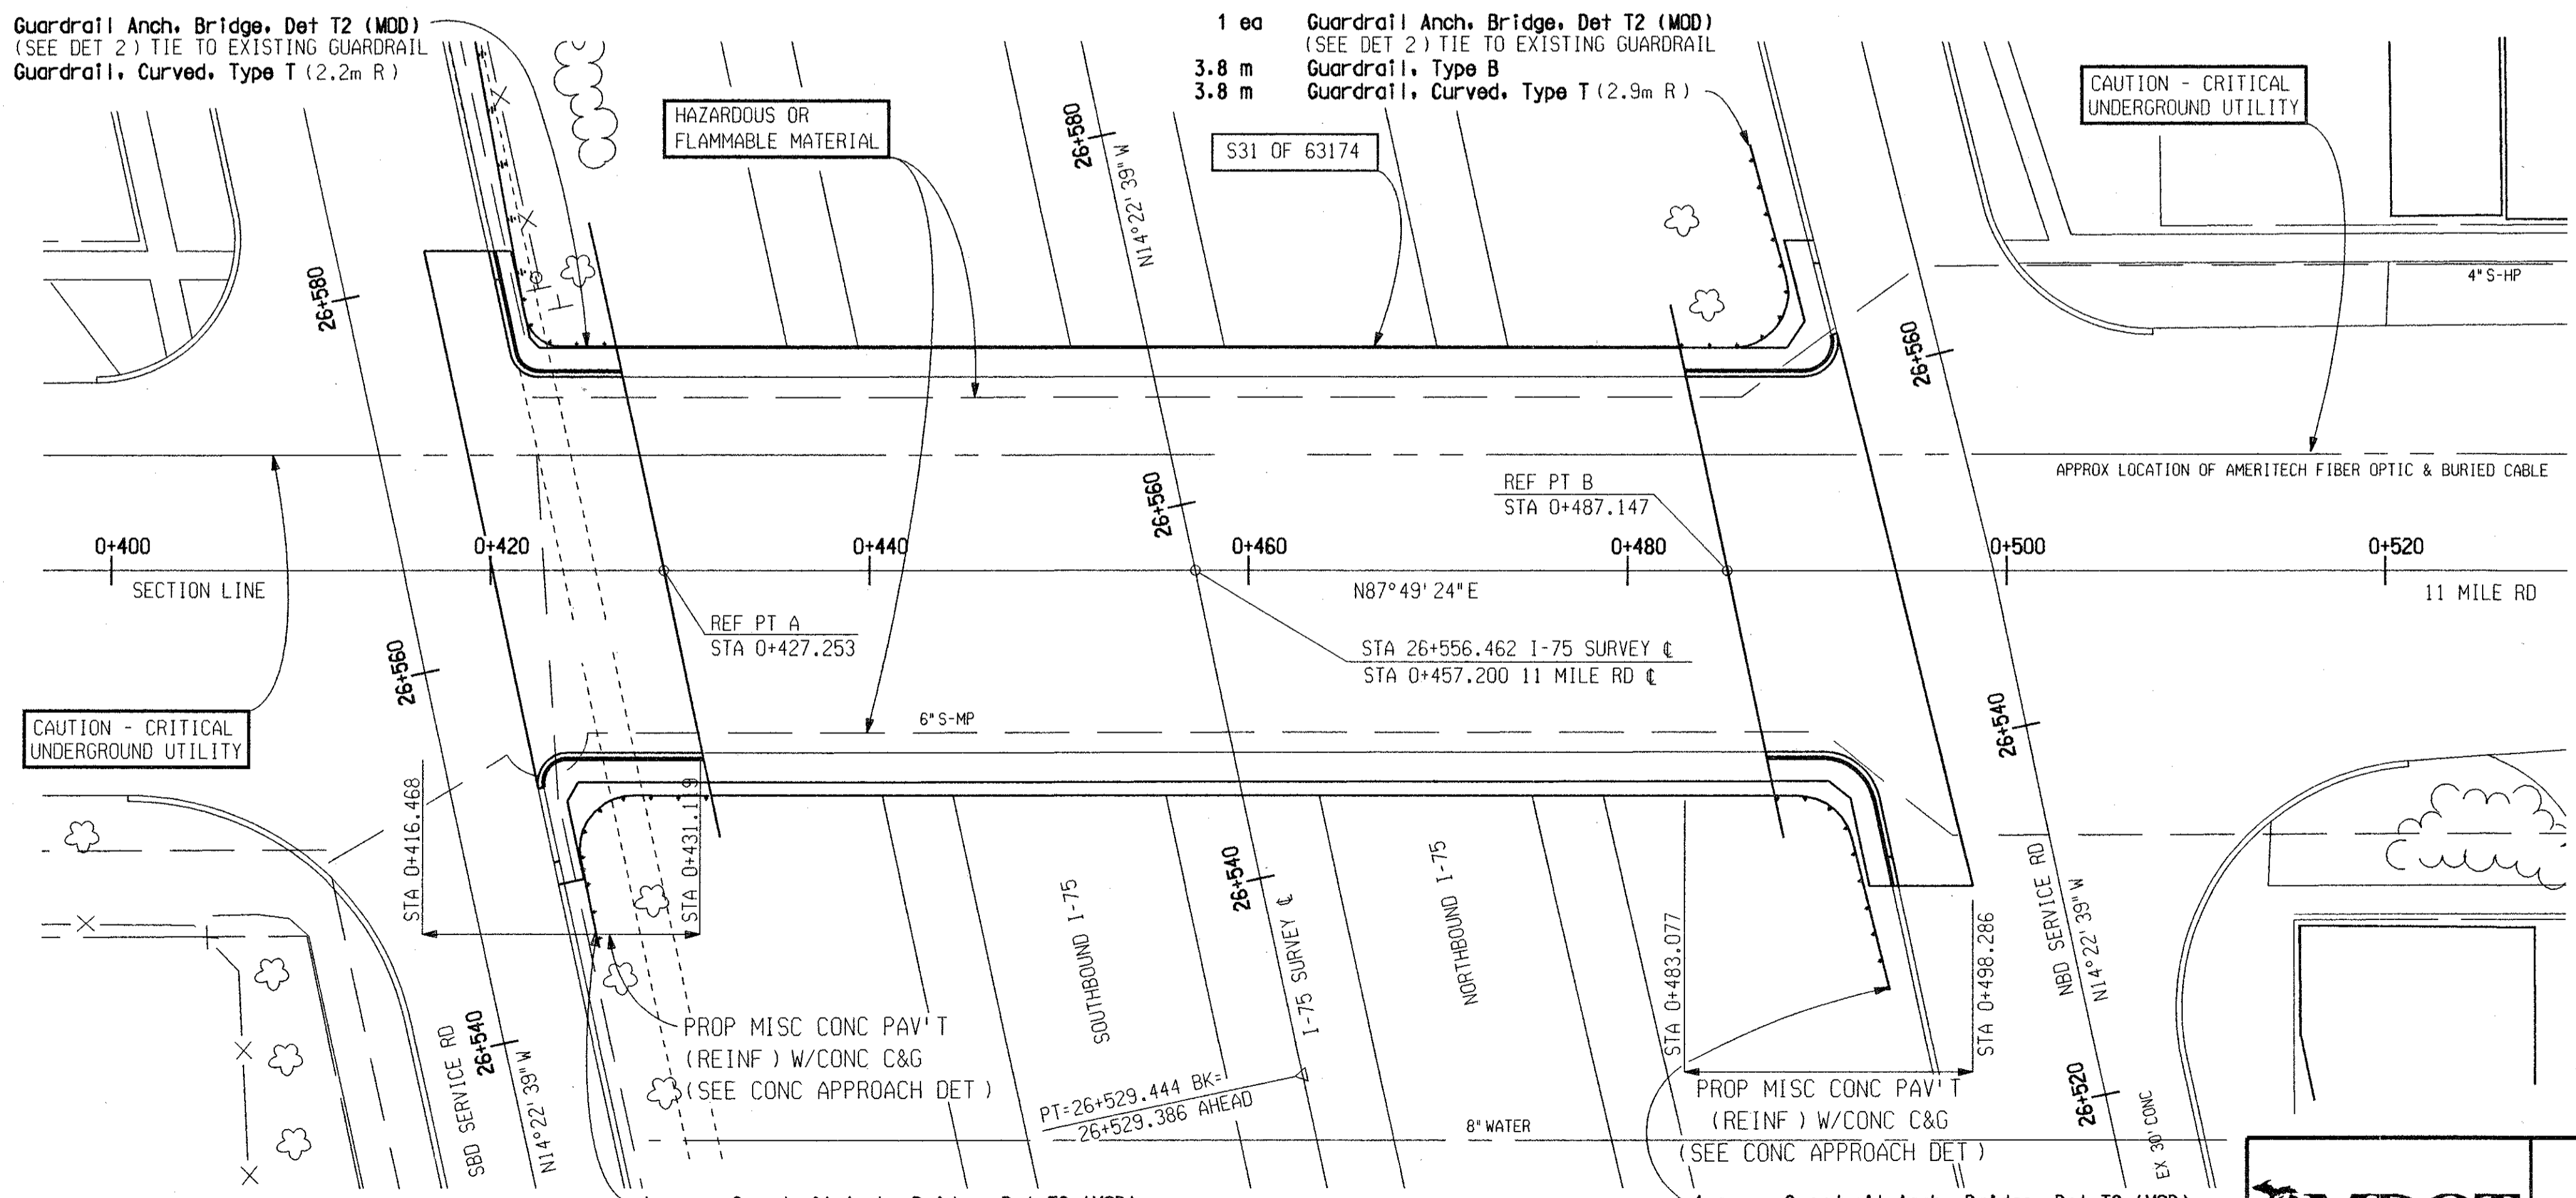 Guardrail Anch. Bridge. Det T2 (MOD)
(SEE DET 2) TIE TO EXISTING GUARDRAIL
Guardrail. Curved. Type T (2.2m R)
1 ea Guardrail Anch. Bridge. Det T2 (MOD)
(SEE DET 2) TIE TO EXISTING GUARDRAIL
3.8 m Guardrail. Type B
3.8 m Guardrail. Curved. Type T (2.9m R)
HAZARDOUS OR
FLAMMABLE MATERIAL
S31 OF 63174
CAUTION - CRITICAL
UNDERGROUND UTILITY
26+580
N14°22'39"W
26+580
4"S-HP
26+560
APPROX LOCATION OF AMERITECH FIBER OPTIC & BURIED CABLE
REF PT B
STA 0+487.147
26+560
0+400
0+420
0+440
0+460
0+480
0+500
0+520
SECTION LINE
N87°49'24"E
11 MILE RD
REF PT A
STA 0+427.253
STA 26+556.462 I-75 SURVEY ℄
STA 0+457.200 11 MILE RD ℄
26+560
CAUTION - CRITICAL
UNDERGROUND UTILITY
6"S-MP
26+540
STA 0+416.468
STA 0+431.119
26+540
SOUTHBOUND I-75
I-75 SURVEY ℄
NORTHBOUND I-75
STA 0+483.077
STA 0+498.286
NBD SERVICE RD
N14°22'39"W
PROP MISC CONC PAV'T
(REINF) W/CONC C&G
(SEE CONC APPROACH DET)
SBD SERVICE RD
26+540
N14°22'39"W
PT=26+529.444 BK=
26+529.386 AHEAD
8"WATER
PROP MISC CONC PAV'T
(REINF) W/CONC C&G
(SEE CONC APPROACH DET)
26+520
EX 30' CONC